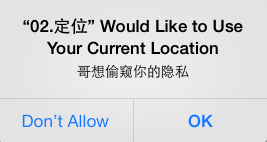 “02.定位” Would Like to Use
Your Current Location
哥想偷窥你的隐私
Don’t Allow
OK